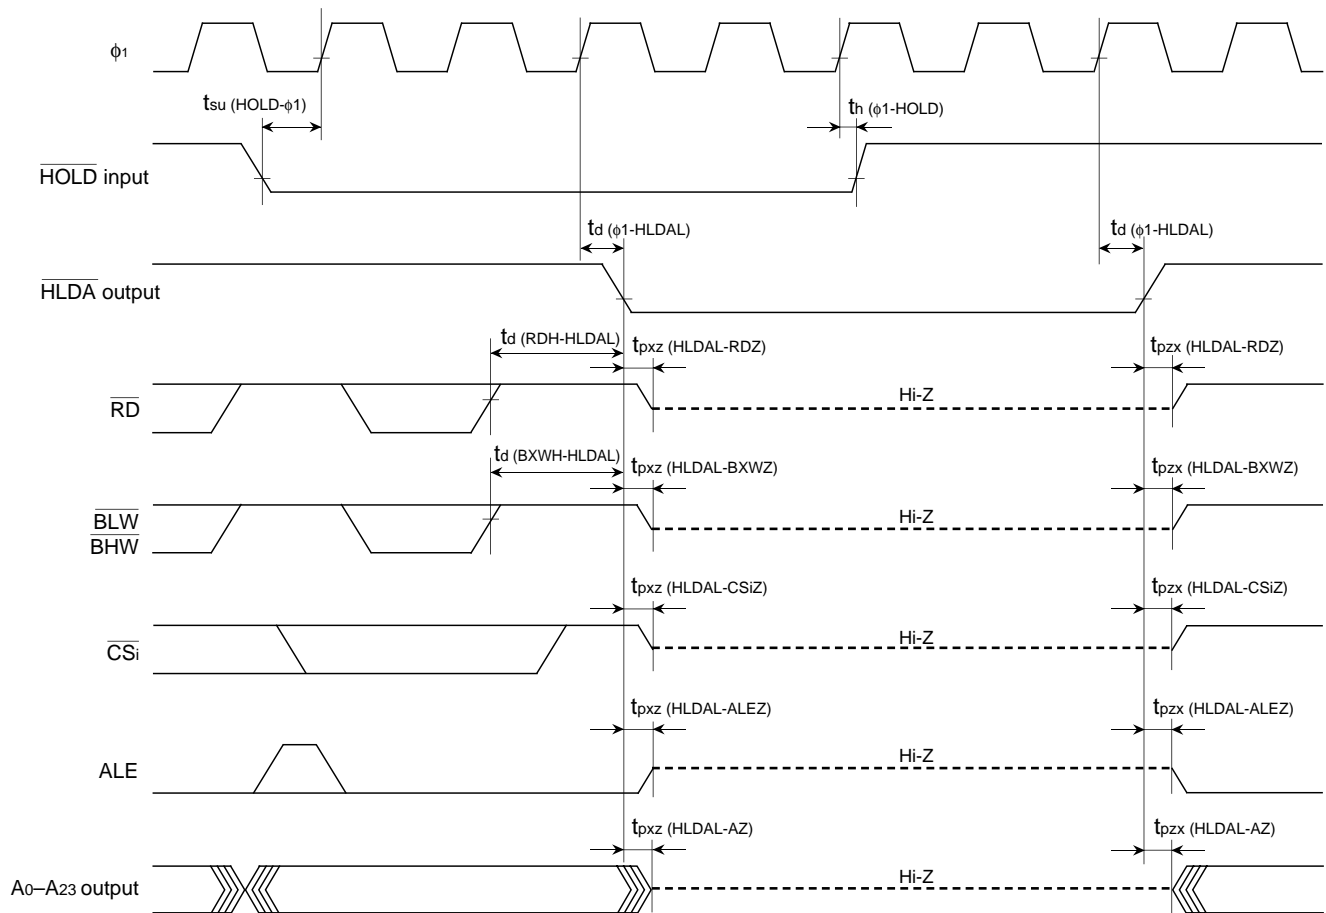 ϕ1
tsu (HOLD-ϕ1)
th (ϕ1-HOLD)
HOLD input
td (ϕ1-HLDAL)
td (ϕ1-HLDAL)
HLDA output
td (RDH-HLDAL)
tpxz (HLDAL-RDZ)
tpzx (HLDAL-RDZ)
RD
Hi-Z
td (BXWH-HLDAL)
tpxz (HLDAL-BXWZ)
tpzx (HLDAL-BXWZ)
BLW
BHW
Hi-Z
tpxz (HLDAL-CSiZ)
tpzx (HLDAL-CSiZ)
CSi
Hi-Z
tpxz (HLDAL-ALEZ)
tpzx (HLDAL-ALEZ)
ALE
Hi-Z
tpxz (HLDAL-AZ)
tpzx (HLDAL-AZ)
A0–A23 output
Hi-Z